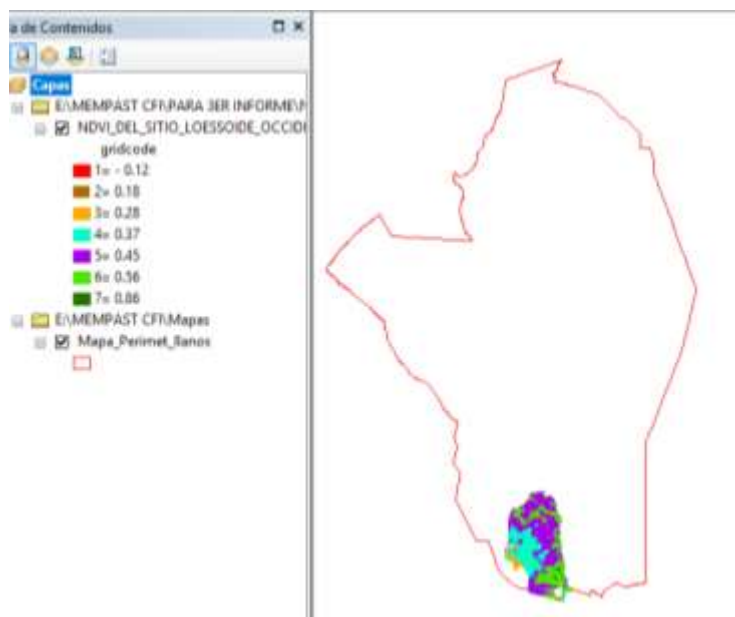 a de Contenidos
Capas
E:\MEMPAST CFI\PARA 3ER INFORME\
NDVI_DEL_SITIO_LOESSOIDE_OCCIDI
gridcode
1= - 0.12
2= 0.18
3= 0.28
4= 0.37
5= 0.45
6= 0.56
7= 0.86
E:\MEMPAST CFI\Mapas
Mapa_Perimet_llanos